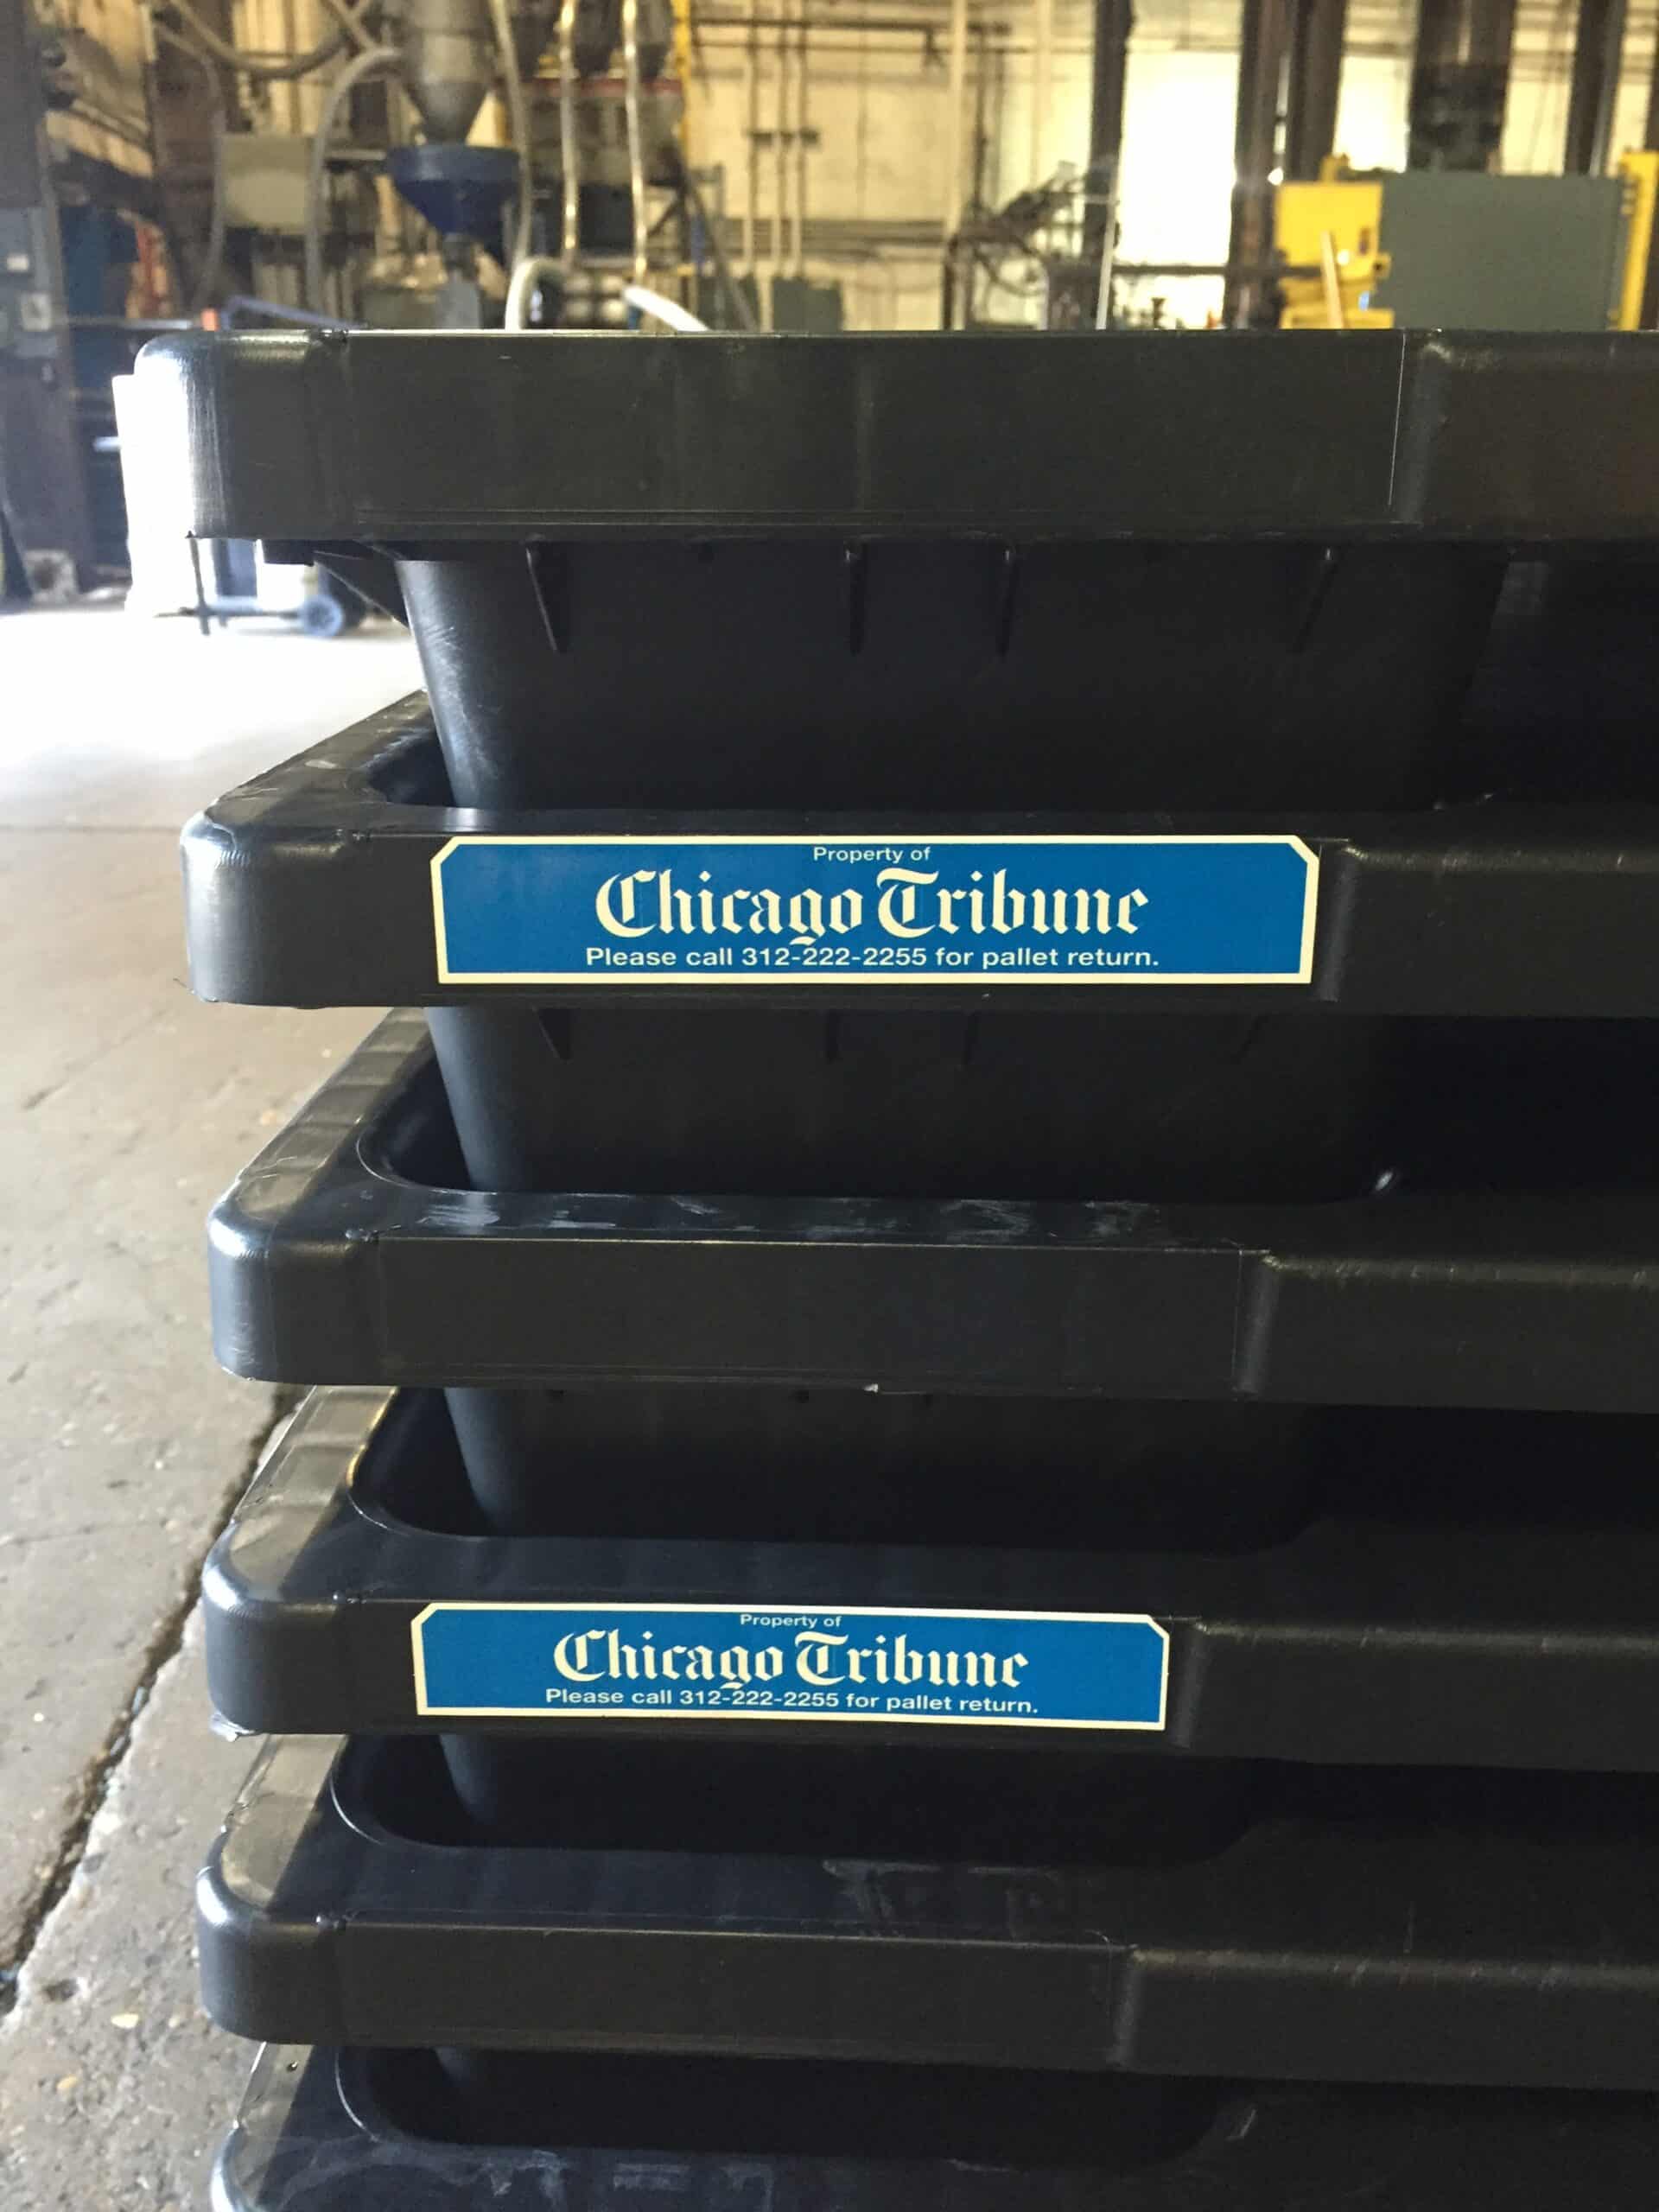 Property of
Chicago Tribune
Please call 312-222-2255 for pallet return.
Property of
Chicago Tribune
Please call 312-222-2255 for pallet return.